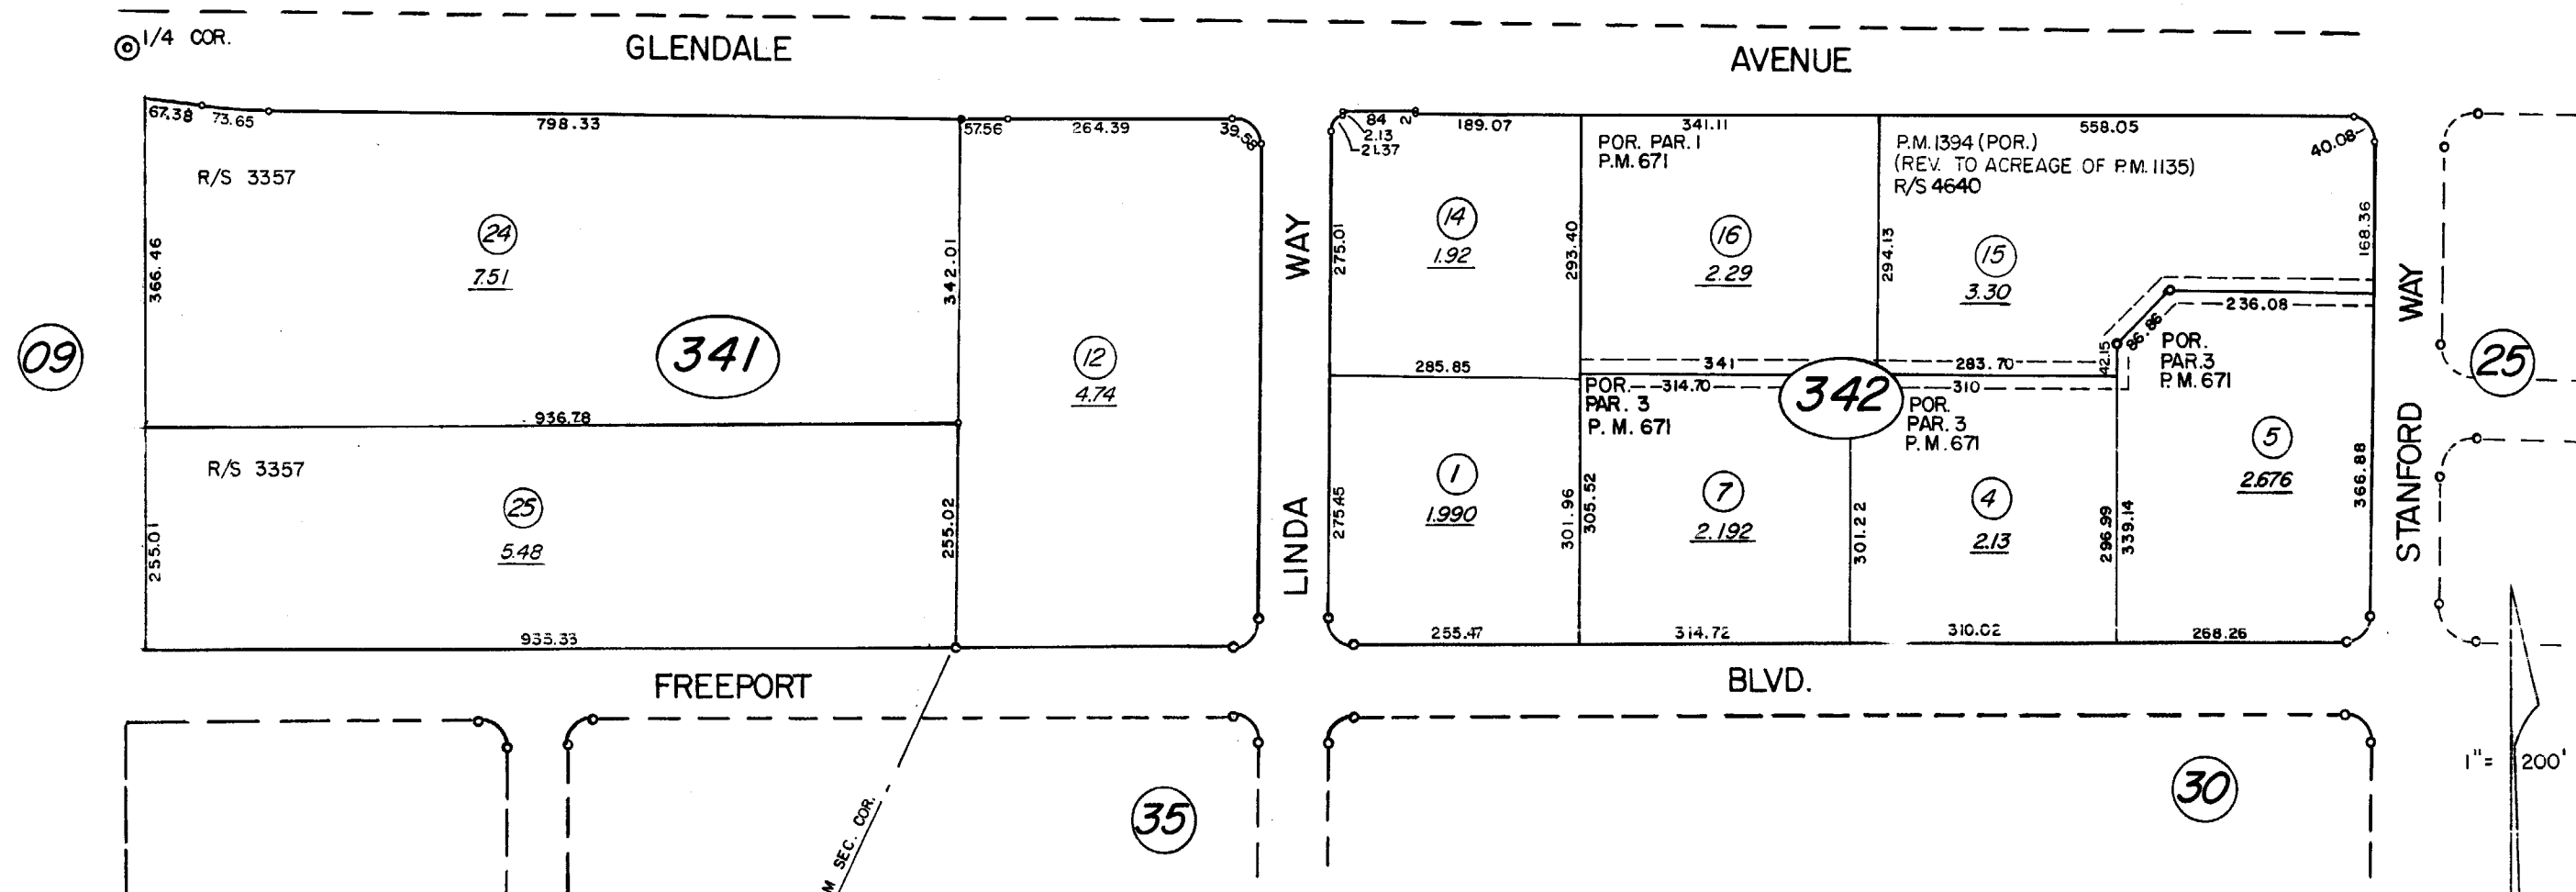 1/4 COR.
GLENDALE
AVENUE
67.38
73.65
798.33
57.56
264.39
39.58
84
2
2.13
21.37
189.07
341.11
558.05
40.08
R/S 3357
POR. PAR. 1
P.M. 671
P.M. 1394 (POR.)
(REV. TO ACREAGE OF P.M. 1135)
R/S 4640
24
7.51
366.46
342.01
12
4.74
341
09
936.78
R/S 3357
25
5.48
255.01
255.02
935.33
LINDA WAY
275.01
14
1.92
293.40
16
2.29
294.13
15
3.30
168.36
236.08
86.86
42.15
285.85
341
283.70
314.70
310
342
POR.
PAR. 3
P.M. 671
POR.
PAR. 3
P.M. 671
POR.
PAR. 3
P.M. 671
275.45
1
1.990
301.96
305.52
7
2.192
301.22
4
2.13
296.99
339.14
5
2.676
366.88
255.47
314.72
310.02
268.26
STANFORD WAY
25
FREEPORT
BLVD.
M SEC. COR.
35
30
1" = 200'